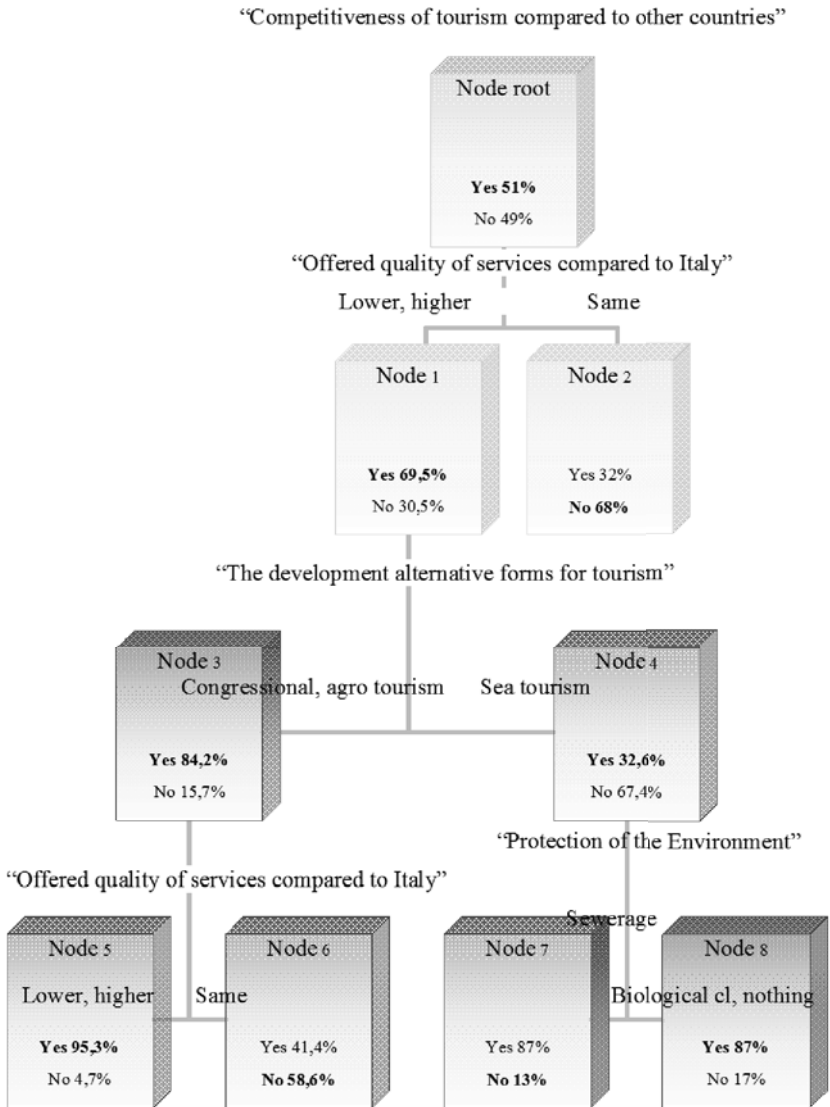 “Competitiveness of tourism compared to other countries”
Node root
Yes 51%
No 49%
“Offered quality of services compared to Italy”
Lower, higher
Same
Node 1
Yes 69,5%
No 30,5%
Node 2
Yes 32%
No 68%
“The development alternative forms for tourism”
Node 3
Congressional, agro tourism
Yes 84,2%
No 15,7%
Sea tourism
Node 4
Yes 32,6%
No 67,4%
“Protection of the Environment”
“Offered quality of services compared to Italy”
Sewerage
Node 5
Lower, higher
Yes 95,3%
No 4,7%
Node 6
Same
Yes 41,4%
No 58,6%
Node 7
Yes 87%
No 13%
Node 8
Biological cl, nothing
Yes 87%
No 17%